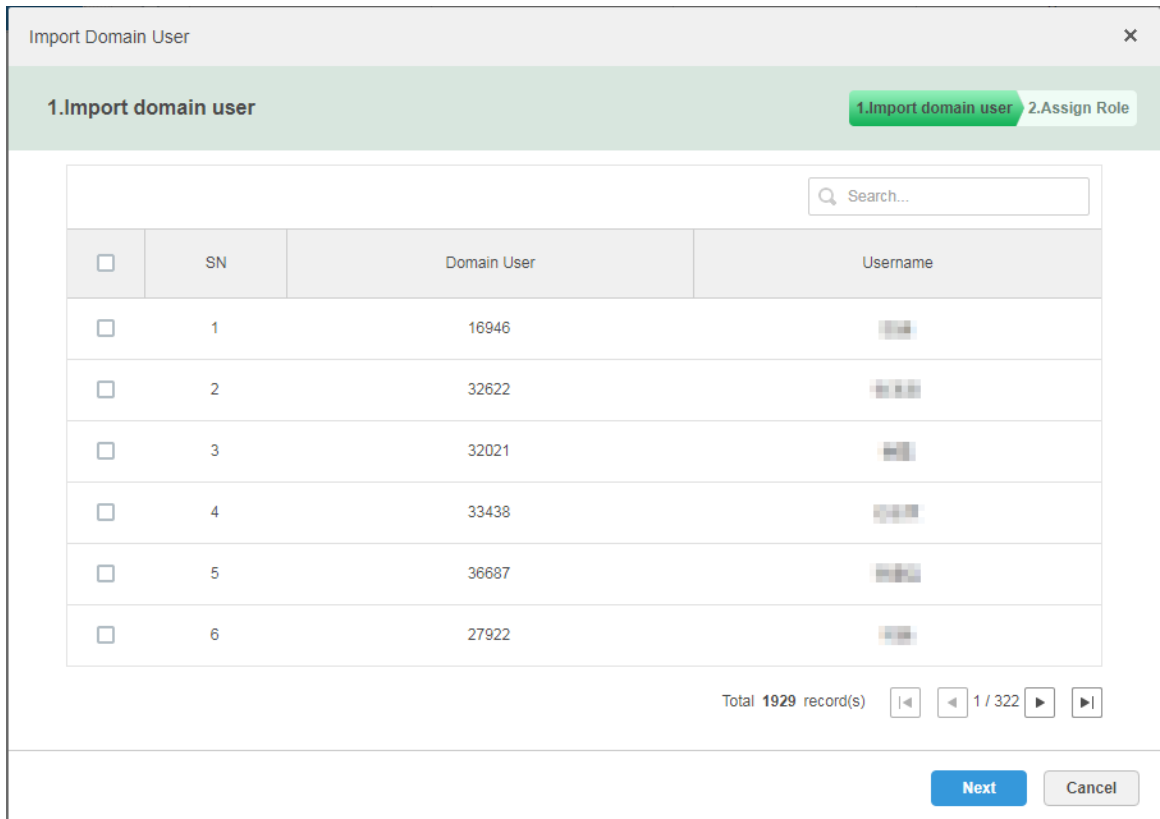 Import Domain User
1.Import domain user 1.Import domain user 2.Assign Role
Search...
SN Domain User Username
1 16946
2 32622
3 32021
4 33438
5 36687
6 27922
Total 1929 record(s) 1 / 322
Next Cancel